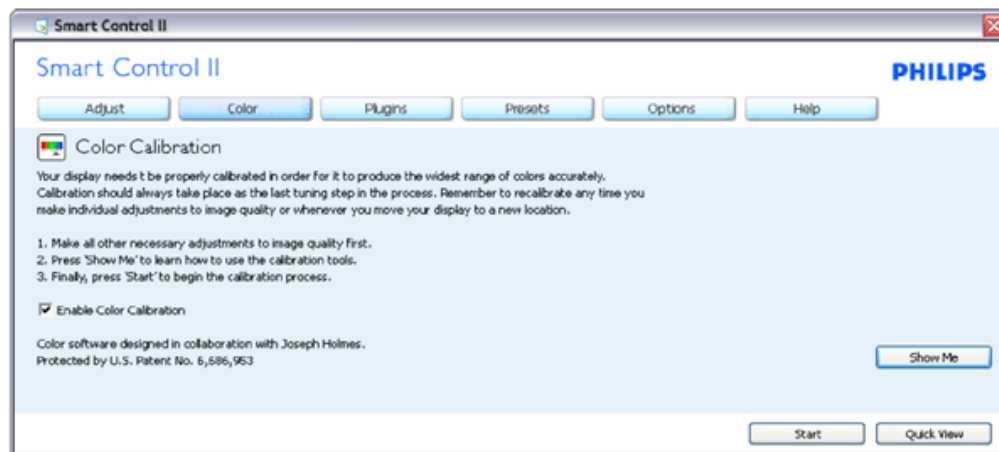 Smart Control II
Smart Control II
PHILIPS
Adjust Color Plugins Presets Options Help
Color Calibration
Your display needs t be properly calibrated in order for it to produce the widest range of colors accurately.
Calibration should always take place as the last tuning step in the process. Remember to recalibrate any time you
make individual adjustments to image quality or whenever you move your display to a new location.
1. Make all other necessary adjustments to image quality first.
2. Press 'Show Me' to learn how to use the calibration tools.
3. Finally, press 'Start' to begin the calibration process.
Enable Color Calibration
Color software designed in collaboration with Joseph Holmes.
Protected by U.S. Patent No. 6,686,953
Show Me
Start Quick View